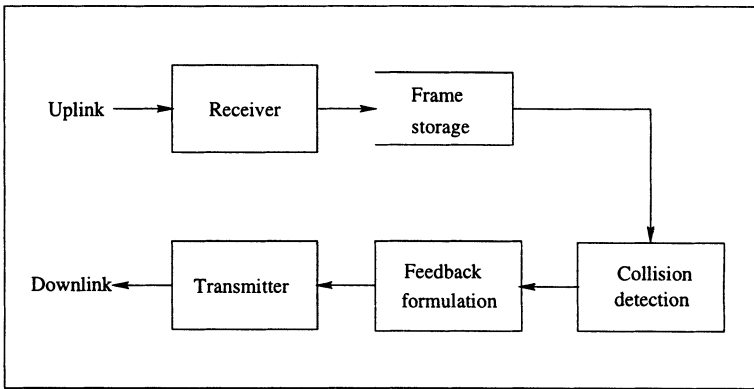 Uplink
Receiver
Frame
storage
Downlink
Transmitter
Feedback
formulation
Collision
detection